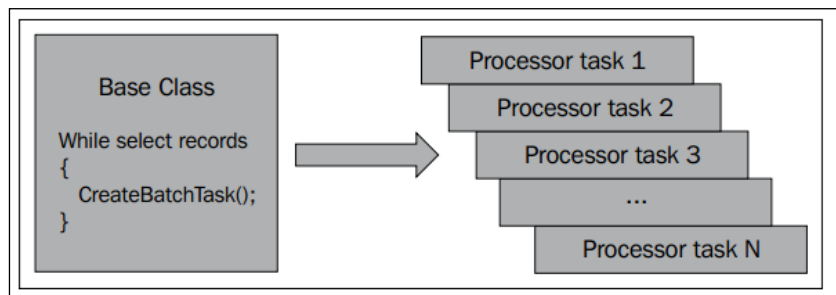 Base Class
While select records
{
CreateBatchTask();
}
Processor task 1
Processor task 2
Processor task 3
...
Processor task N